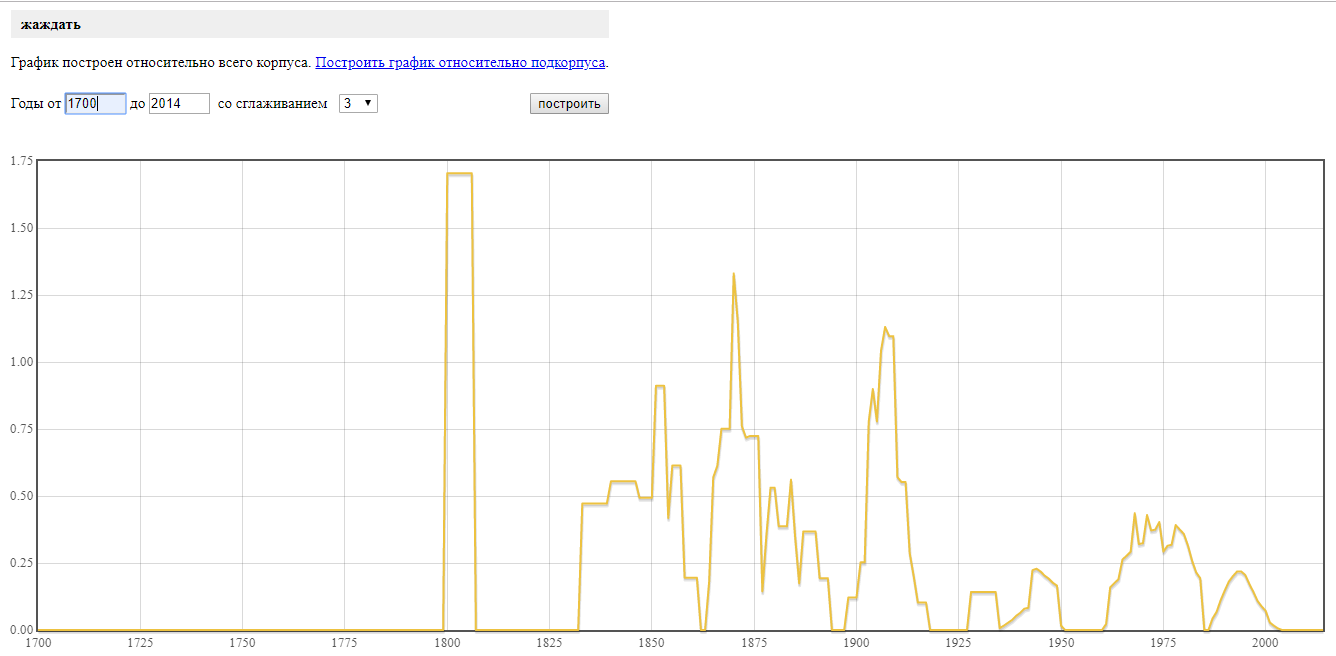 жаждать
График построен относительно всего корпуса. Построить график относительно подкорпуса.
Годы от 1700 до 2014 со сглаживанием 3 построить
1.75
1.50
1.25
1.00
0.75
0.50
0.25
0.00
1700 1725 1750 1775 1800 1825 1850 1875 1900 1925 1950 1975 2000